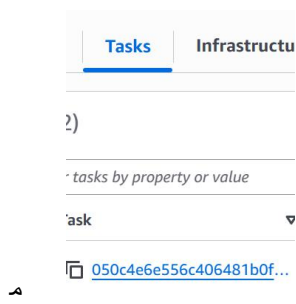 Tasks Infrastructu
2)
r tasks by property or value
ask
050c4e6e556c406481b0f...